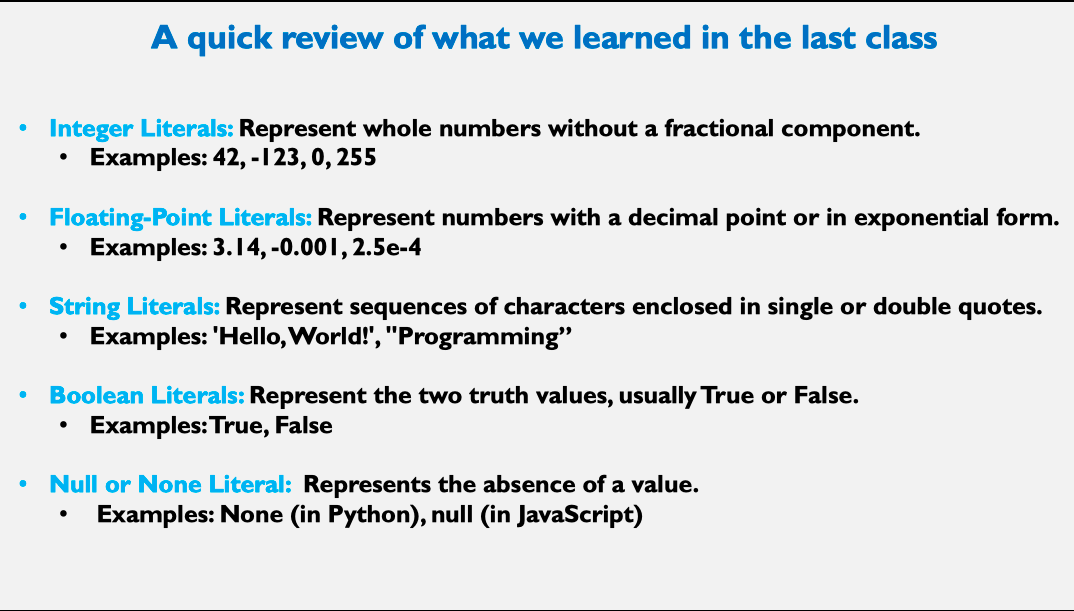 A quick review of what we learned in the last class
• Integer Literals: Represent whole numbers without a fractional component.
• Examples: 42, -123, 0, 255
• Floating-Point Literals: Represent numbers with a decimal point or in exponential form.
• Examples: 3.14, -0.001, 2.5e-4
• String Literals: Represent sequences of characters enclosed in single or double quotes.
• Examples: 'Hello, World!', "Programming”
• Boolean Literals: Represent the two truth values, usually True or False.
• Examples: True, False
• Null or None Literal: Represents the absence of a value.
• Examples: None (in Python), null (in JavaScript)